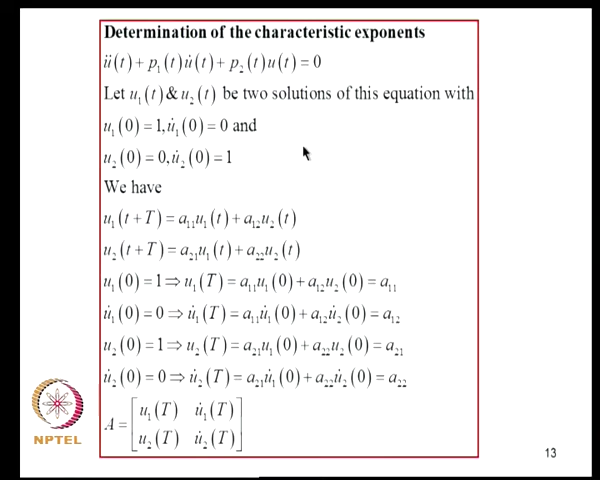 Determination of the characteristic exponents
ü(t)+p₁(t)u̇(t)+p₂(t)u(t)=0
Let u₁(t)&u₂(t) be two solutions of this equation with
u₁(0)=1,u̇₁(0)=0 and
u₂(0)=0,u̇₂(0)=1
We have
u₁(t+T)=a₁₁u₁(t)+a₁₂u₂(t)
u₂(t+T)=a₂₁u₁(t)+a₂₂u₂(t)
u₁(0)=1⇒u₁(T)=a₁₁u₁(0)+a₁₂u₂(0)=a₁₁
u̇₁(0)=0⇒u̇₁(T)=a₁₁u̇₁(0)+a₁₂u̇₂(0)=a₁₂
u₂(0)=1⇒u₂(T)=a₂₁u₁(0)+a₂₂u₂(0)=a₂₁
u̇₂(0)=0⇒u̇₂(T)=a₂₁u̇₁(0)+a₂₂u̇₂(0)=a₂₂
A=[u₁(T) u̇₁(T)
u₂(T) u̇₂(T)]
NPTEL
13